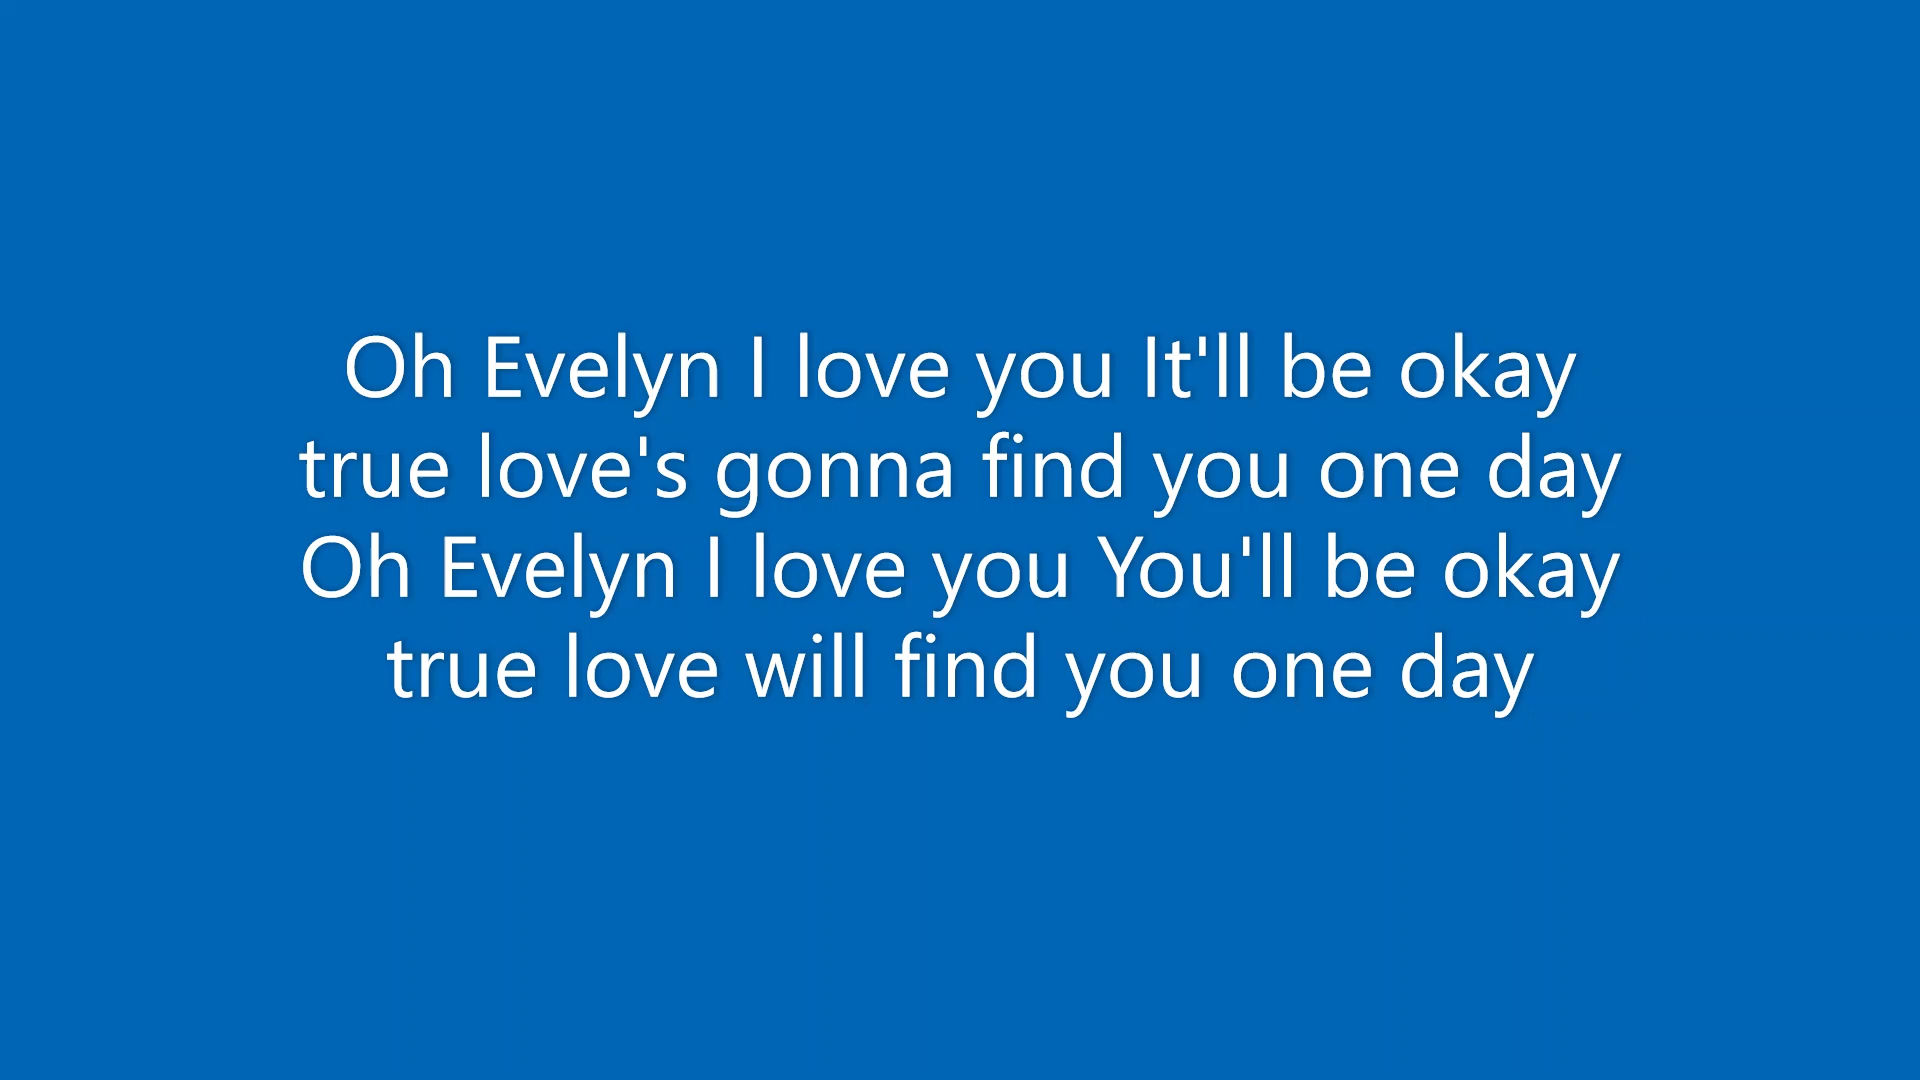 Oh Evelyn I love you It'll be okay
true love's gonna find you one day
Oh Evelyn I love you You'll be okay
true love will find you one day